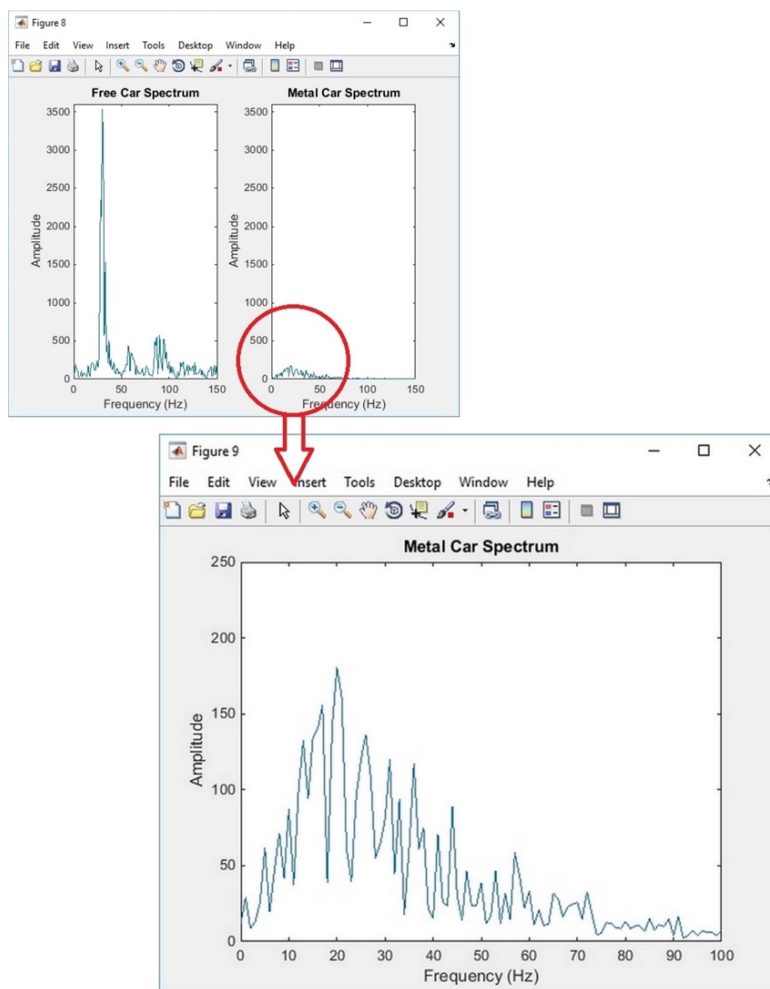 Figure 8
File Edit View Insert Tools Desktop Window Help
Free Car Spectrum
Metal Car Spectrum
3500
3000
2500
2000
1500
1000
500
0
Amplitude
0 50 100 150
Frequency (Hz)
3500
3000
2500
2000
1500
1000
500
0
Amplitude
0 50 100 150
Frequency (Hz)
Figure 9
File Edit View Insert Tools Desktop Window Help
Metal Car Spectrum
250
200
150
100
50
0
Amplitude
0 10 20 30 40 50 60 70 80 90 100
Frequency (Hz)